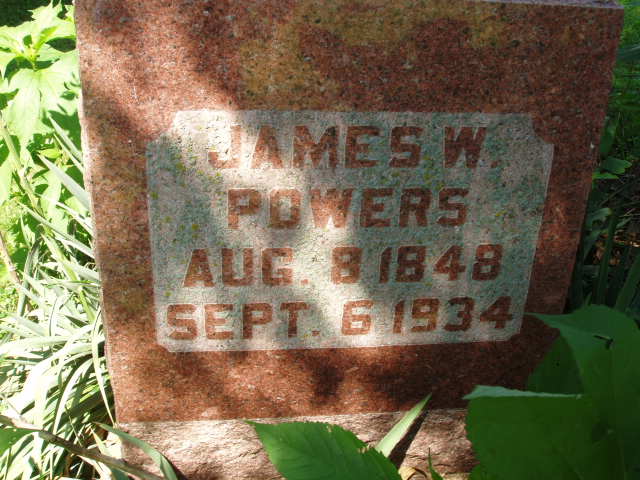 JAMES W.
POWERS
AUG. 8 1848
SEPT. 6 1934